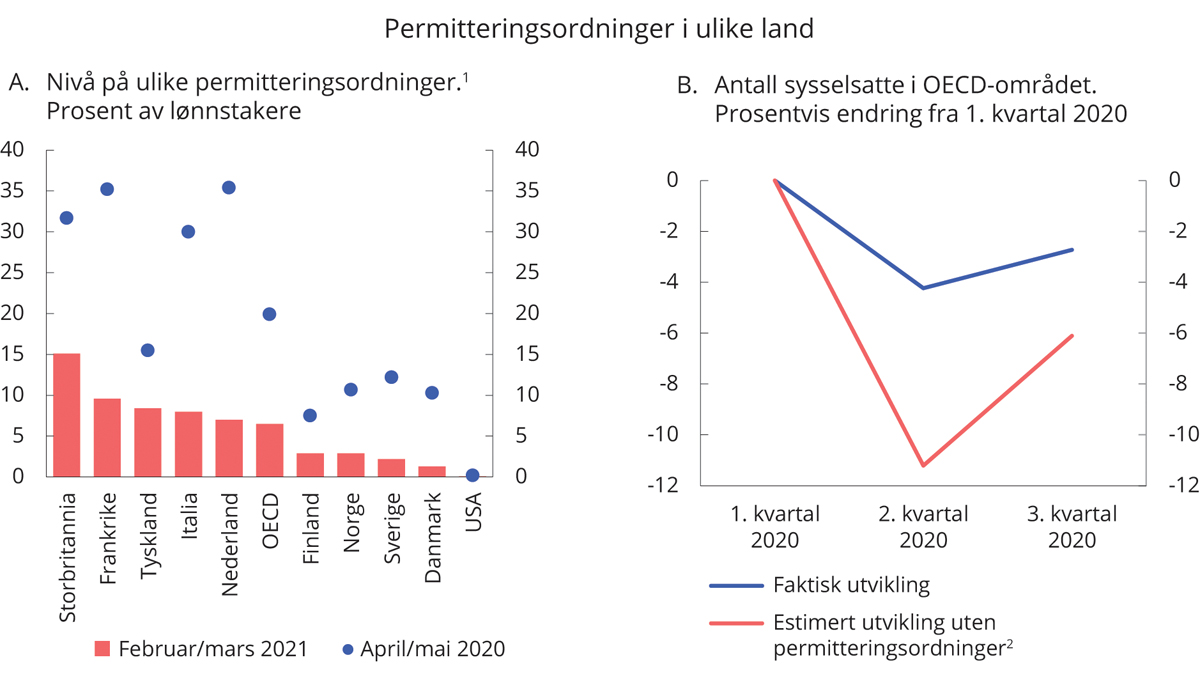 Permitteringsordninger i ulike land
A. Nivå på ulike permitteringsordninger.¹
Prosent av lønnstakere
40
35
30
25
20
15
10
5
0
40
35
30
25
20
15
10
5
0
Storbritannia
Frankrike
Tyskland
Italia
Nederland
OECD
Finland
Norge
Sverige
Danmark
USA
Februar/mars 2021
April/mai 2020
B. Antall sysselsatte i OECD-området.
Prosentvis endring fra 1. kvartal 2020
0
-2
-4
-6
-8
-10
-12
0
-2
-4
-6
-8
-10
-12
1. kvartal
2020
2. kvartal
2020
3. kvartal
2020
Faktisk utvikling
Estimert utvikling uten
permitteringsordninger²